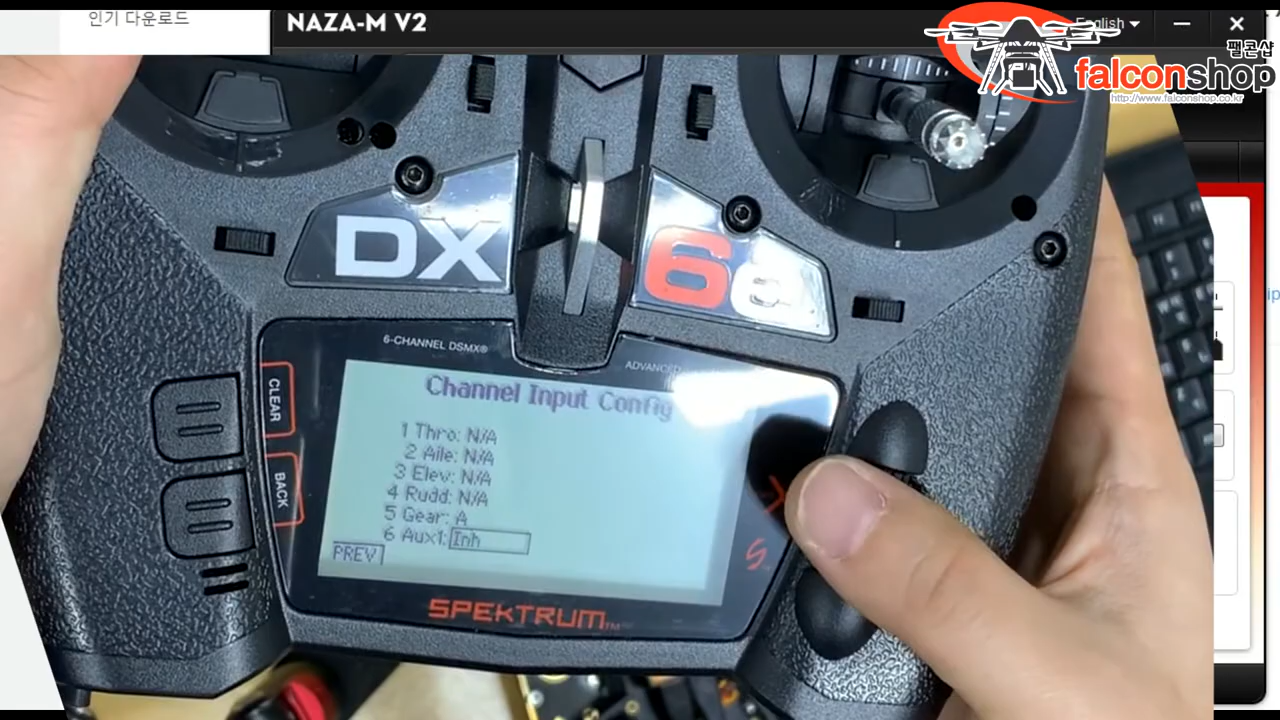 인기 다운로드
NAZA-M V2
English
펠콘샵
falconshop
http://www.falconshop.co.kr
DX
6e
6-CHANNEL DSMX®
ADVANCED
CLEAR
BACK
Channel Input Config
1 Thro: N/A
2 Aile: N/A
3 Elev: N/A
4 Rudd: N/A
5 Gear: A
6 Aux1: Inh
PREV
SPEKTRUM™